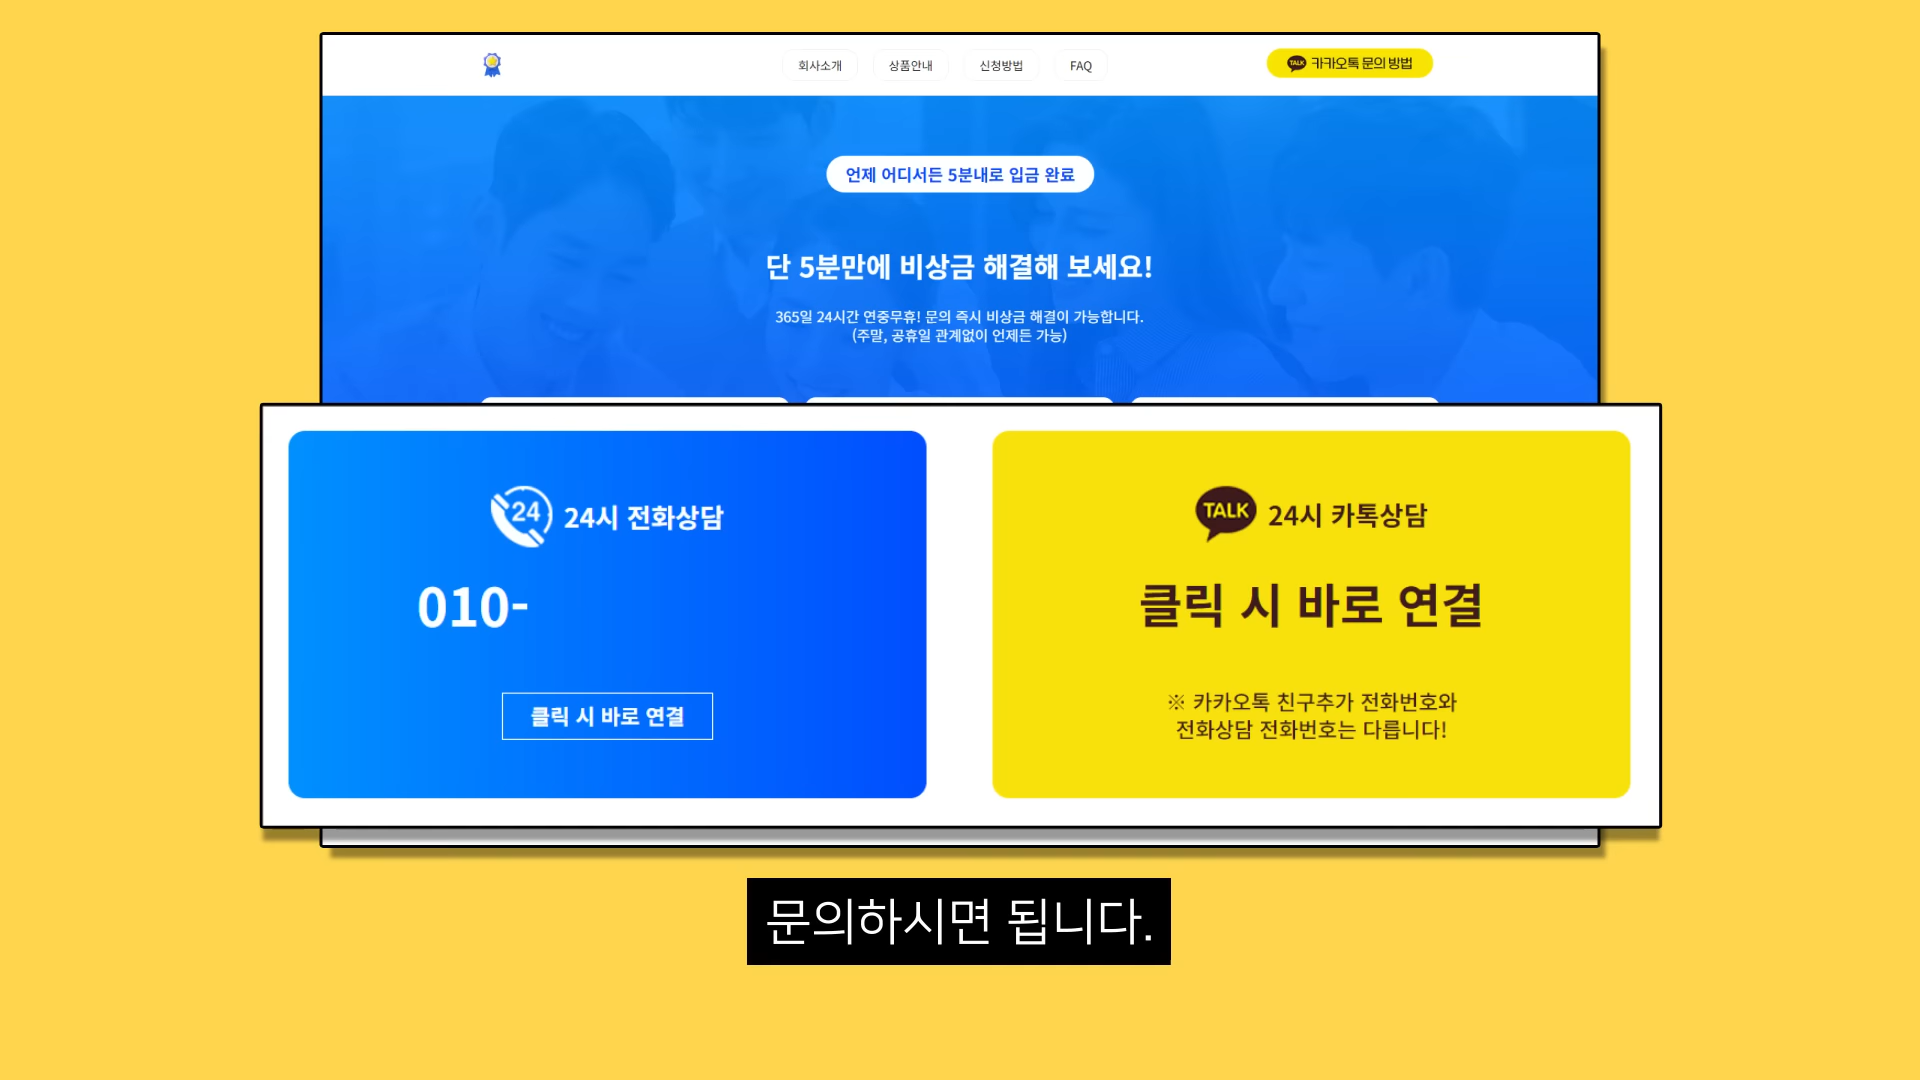 회사소개
상품안내
신청방법
FAQ
TALK 카카오톡 문의 방법
언제 어디서든 5분내로 입금 완료
단 5분만에 비상금 해결해 보세요!
365일 24시간 연중무휴! 문의 즉시 비상금 해결이 가능합니다.
(주말, 공휴일 관계없이 언제든 가능)
24 24시 전화상담
010-
클릭 시 바로 연결
TALK 24시 카톡상담
클릭 시 바로 연결
※ 카카오톡 친구추가 전화번호와
전화상담 전화번호는 다릅니다!
문의하시면 됩니다.